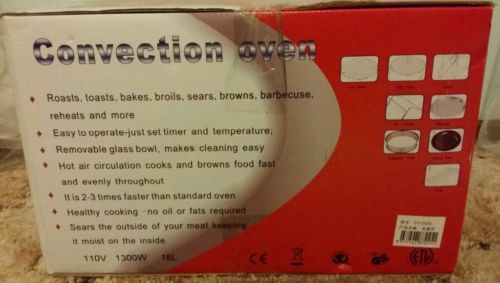 Convection oven
Roasts, toasts, bakes, broils, sears, browns, barbecuse,
reheats and more
Easy to operate-just set timer and temperature;
Removable glass bowl, makes cleaning easy
Hot air circulation cooks and browns food fast
and evenly throughout
It is 2-3 times faster than standard oven
Healthy cooking -no oil or fats required
Sears the outside of your meat keeping
it moist on the inside
110V 1300W 18L
CE
GS
ETL